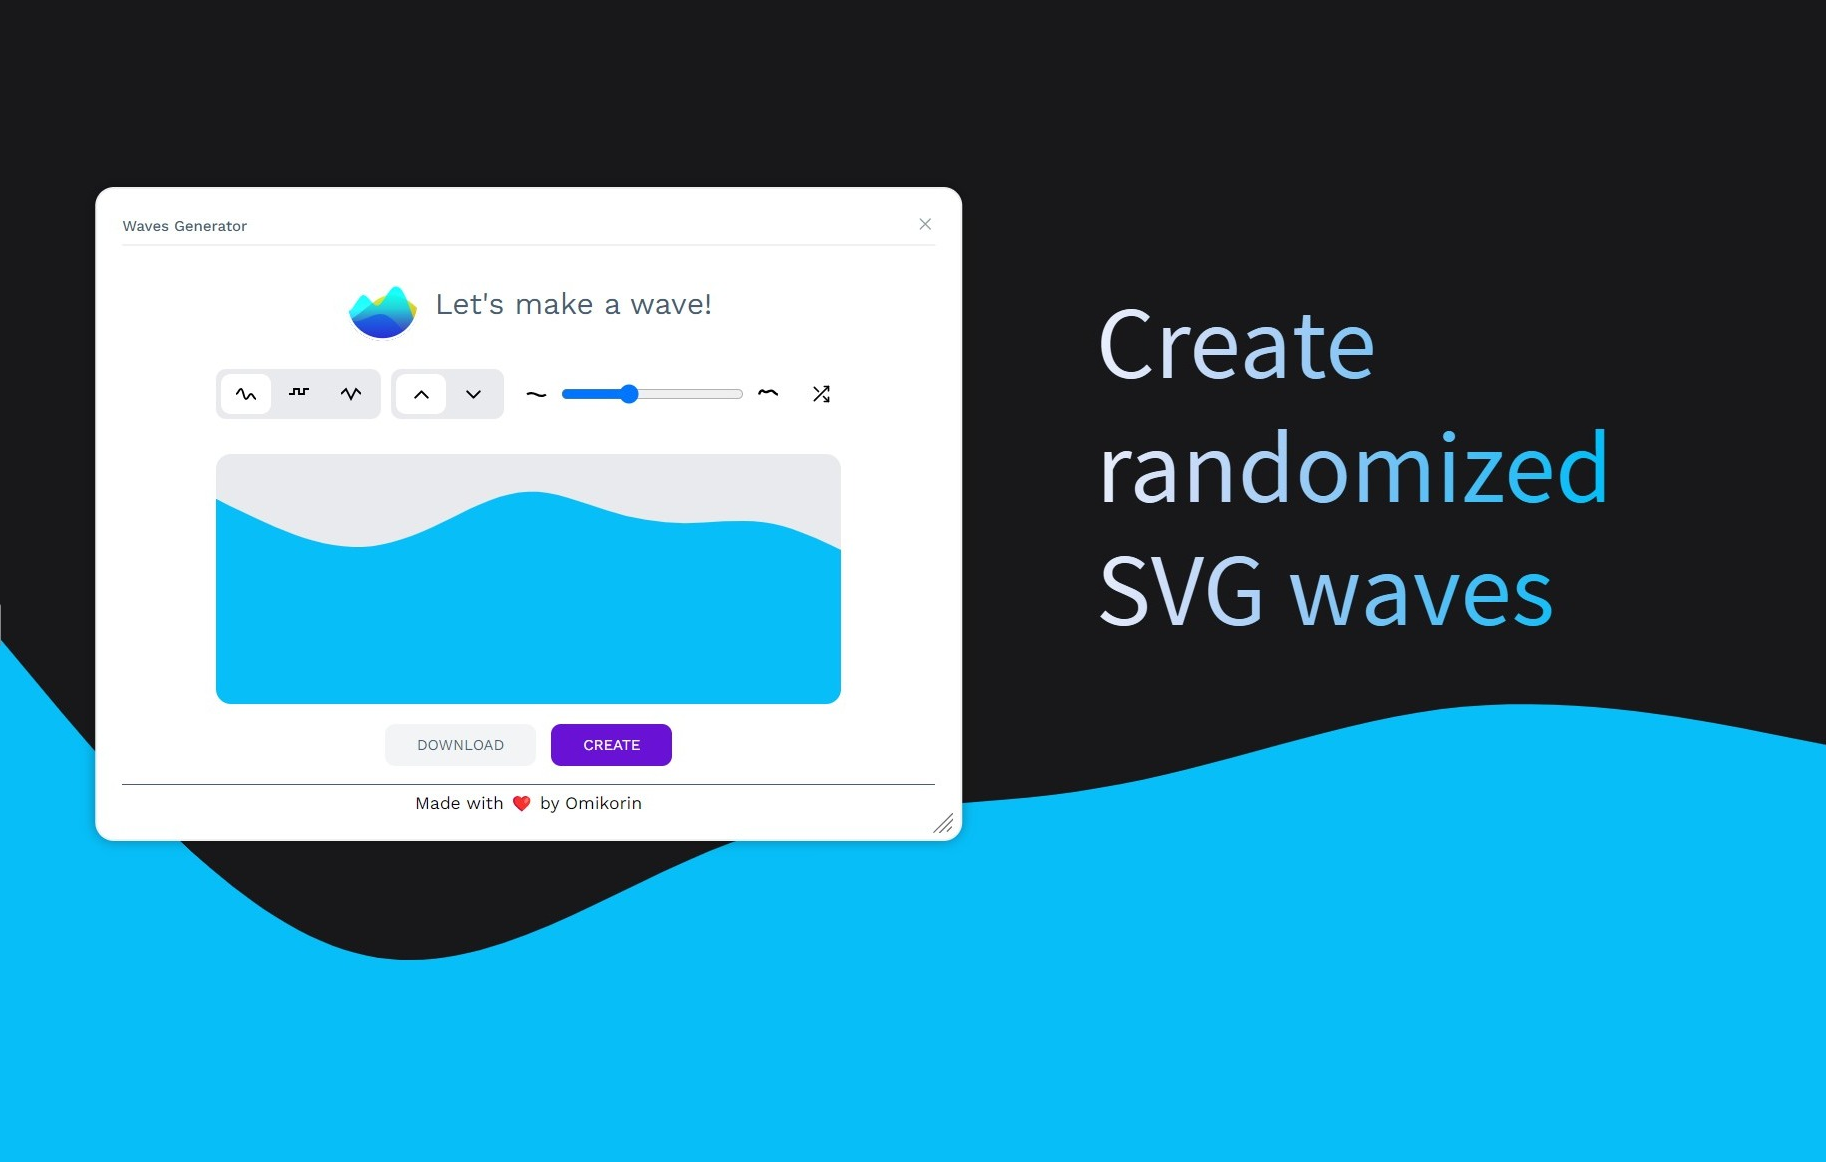 Waves Generator
Let's make a wave!
DOWNLOAD
CREATE
Made with ❤️ by Omikorin
Create
randomized
SVG waves